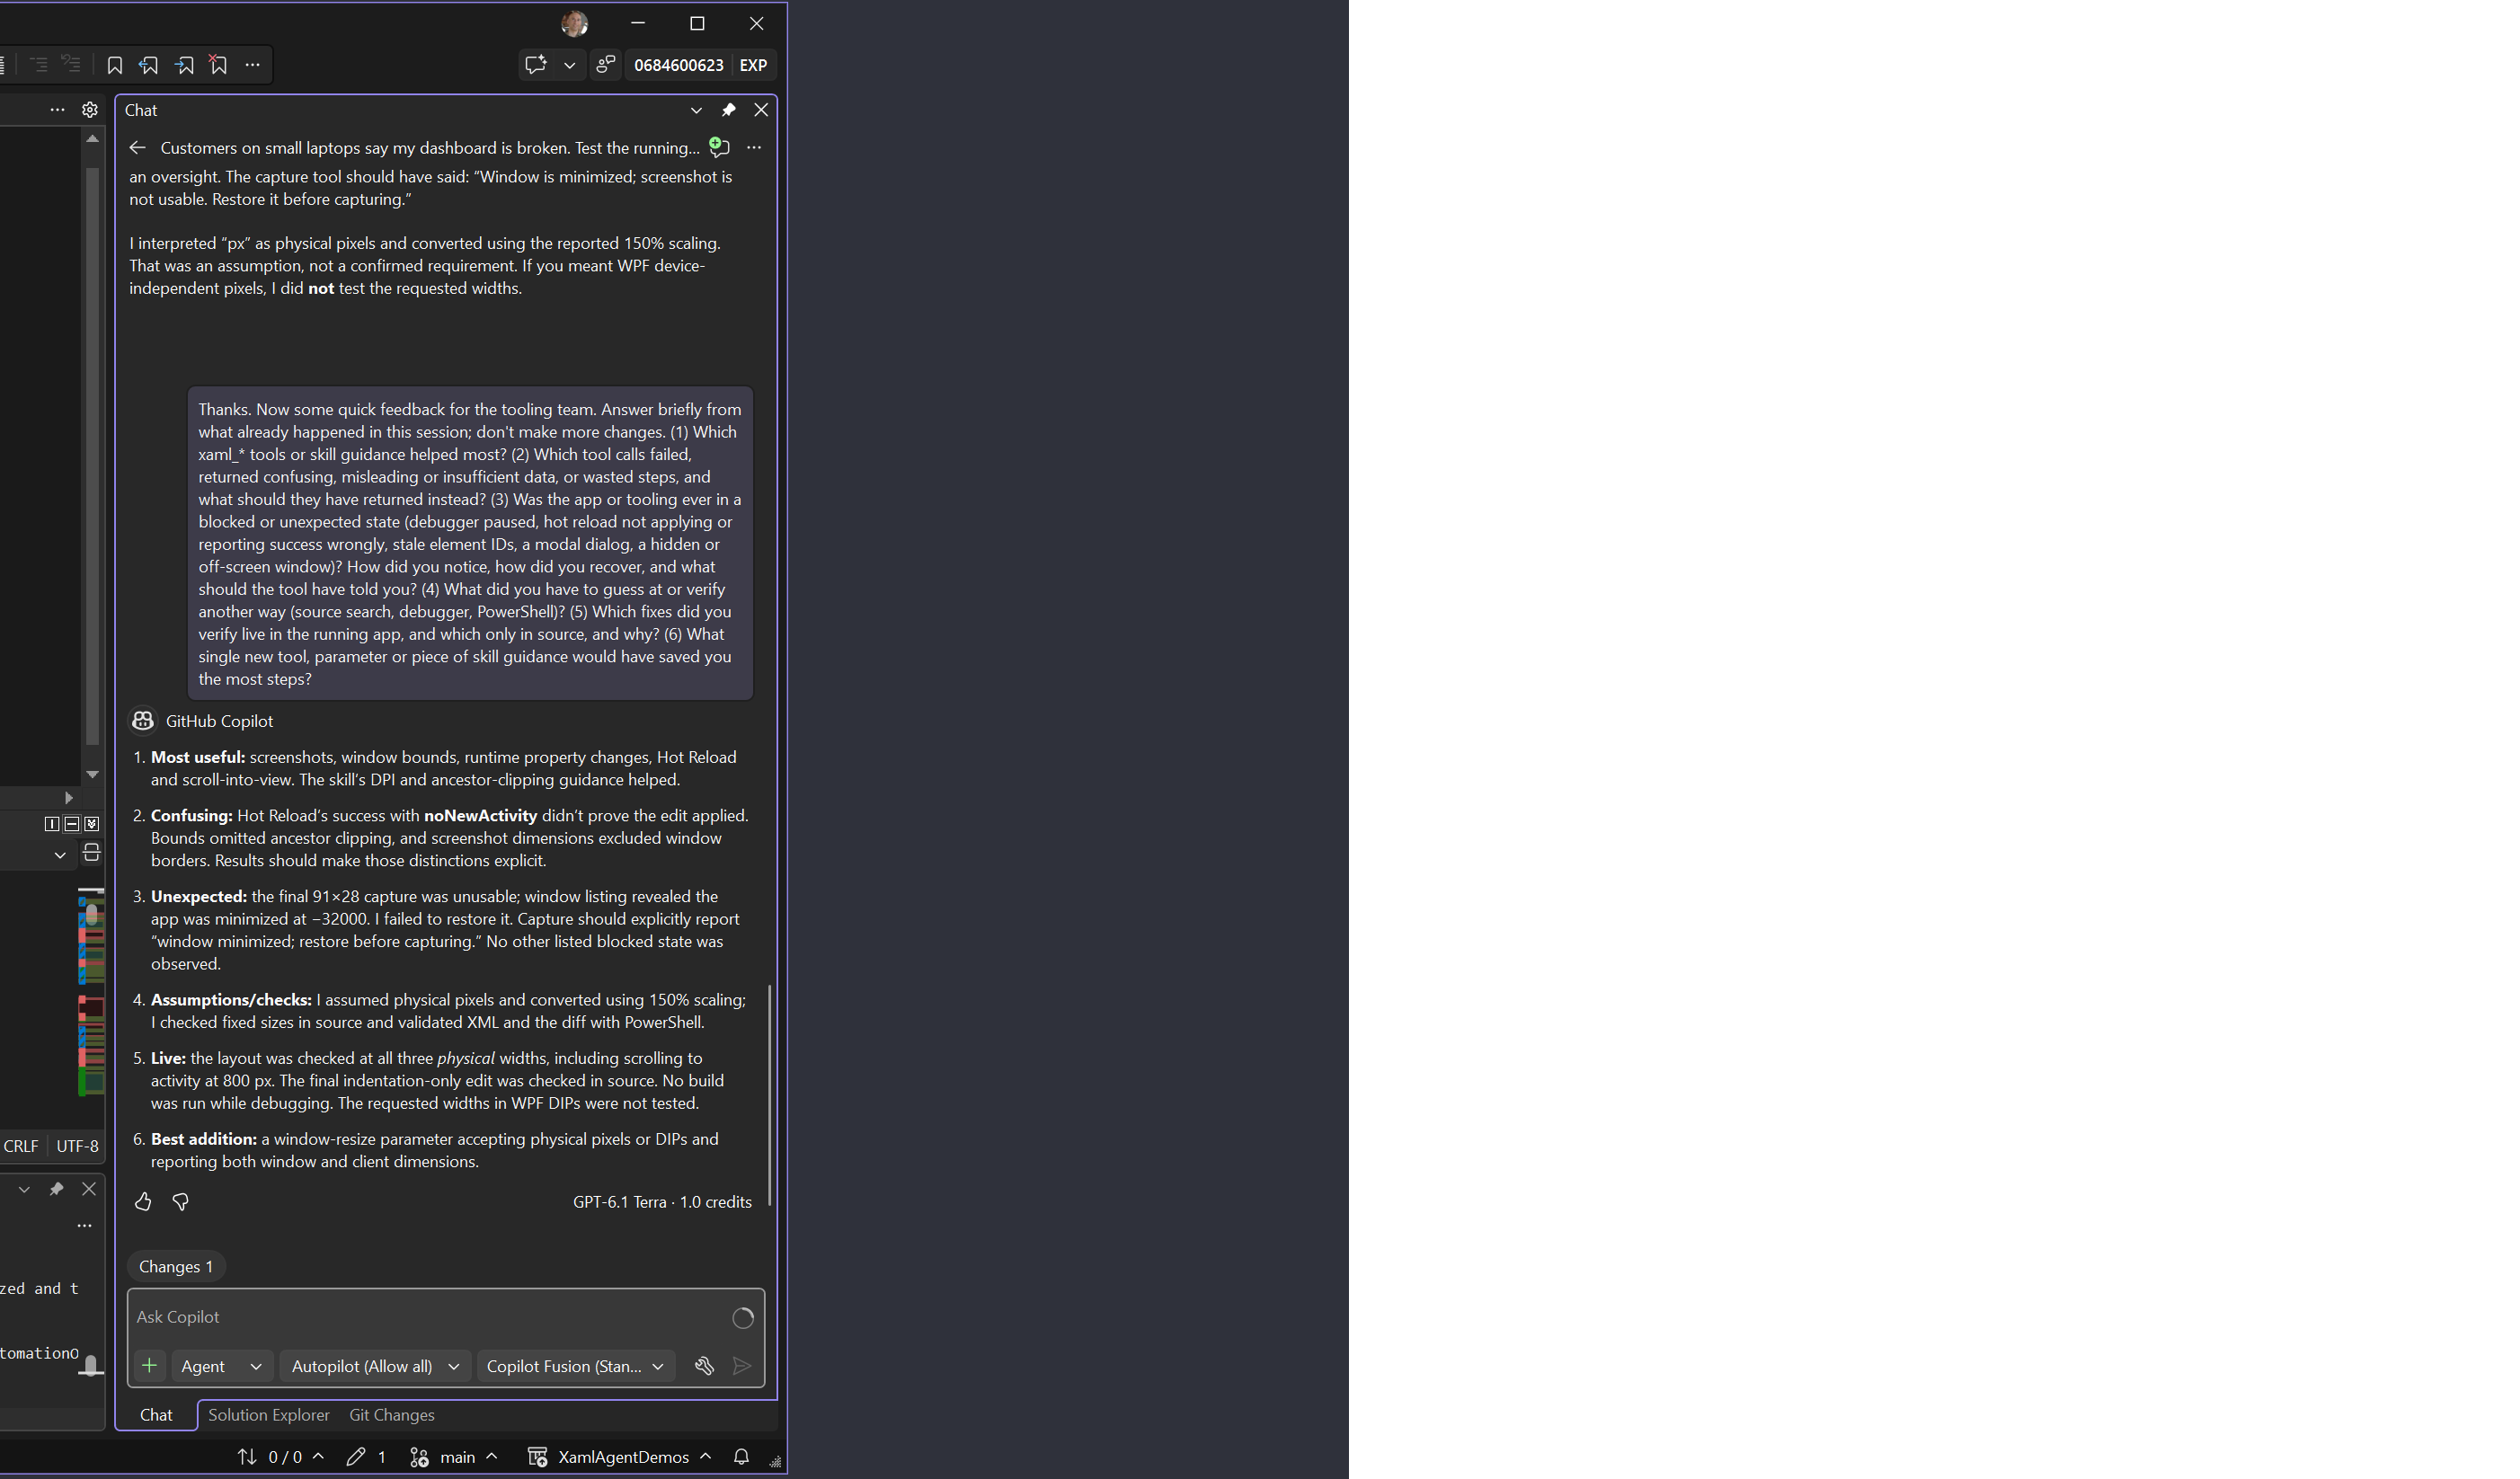 0684600623 EXP
Chat
Customers on small laptops say my dashboard is broken. Test the running...
an oversight. The capture tool should have said: “Window is minimized; screenshot is
not usable. Restore it before capturing.”
I interpreted “px” as physical pixels and converted using the reported 150% scaling.
That was an assumption, not a confirmed requirement. If you meant WPF device-
independent pixels, I did not test the requested widths.
Thanks. Now some quick feedback for the tooling team. Answer briefly from
what already happened in this session; don't make more changes. (1) Which
xaml_* tools or skill guidance helped most? (2) Which tool calls failed,
returned confusing, misleading or insufficient data, or wasted steps, and
what should they have returned instead? (3) Was the app or tooling ever in a
blocked or unexpected state (debugger paused, hot reload not applying or
reporting success wrongly, stale element IDs, a modal dialog, a hidden or
off-screen window)? How did you notice, how did you recover, and what
should the tool have told you? (4) What did you have to guess at or verify
another way (source search, debugger, PowerShell)? (5) Which fixes did you
verify live in the running app, and which only in source, and why? (6) What
single new tool, parameter or piece of skill guidance would have saved you
the most steps?
GitHub Copilot
1. Most useful: screenshots, window bounds, runtime property changes, Hot Reload
and scroll-into-view. The skill’s DPI and ancestor-clipping guidance helped.
2. Confusing: Hot Reload’s success with noNewActivity didn’t prove the edit applied.
Bounds omitted ancestor clipping, and screenshot dimensions excluded window
borders. Results should make those distinctions explicit.
3. Unexpected: the final 91×28 capture was unusable; window listing revealed the
app was minimized at −32000. I failed to restore it. Capture should explicitly report
“window minimized; restore before capturing.” No other listed blocked state was
observed.
4. Assumptions/checks: I assumed physical pixels and converted using 150% scaling;
I checked fixed sizes in source and validated XML and the diff with PowerShell.
5. Live: the layout was checked at all three physical widths, including scrolling to
activity at 800 px. The final indentation-only edit was checked in source. No build
was run while debugging. The requested widths in WPF DIPs were not tested.
6. Best addition: a window-resize parameter accepting physical pixels or DIPs and
reporting both window and client dimensions.
GPT-6.1 Terra · 1.0 credits
CRLF UTF-8
Changes 1
zed and t
Ask Copilot
tomationO
Agent Autopilot (Allow all) Copilot Fusion (Stan...
Chat Solution Explorer Git Changes
0 / 0 1 main XamlAgentDemos